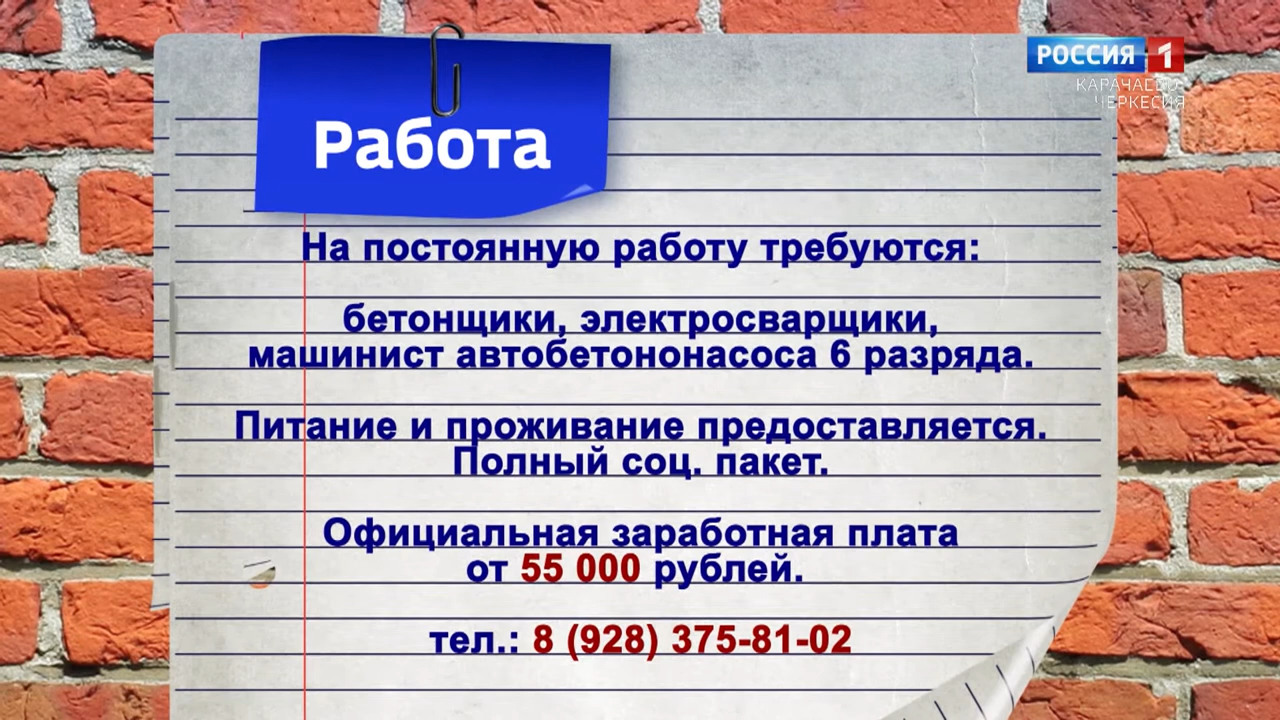 РОССИЯ 1
КАРАЧАЕВО-
ЧЕРКЕСИЯ
Работа
На постоянную работу требуются:
бетонщики, электросварщики,
машинист автобетононасоса 6 разряда.
Питание и проживание предоставляется.
Полный соц. пакет.
Официальная заработная плата
от 55 000 рублей.
тел.: 8 (928) 375-81-02